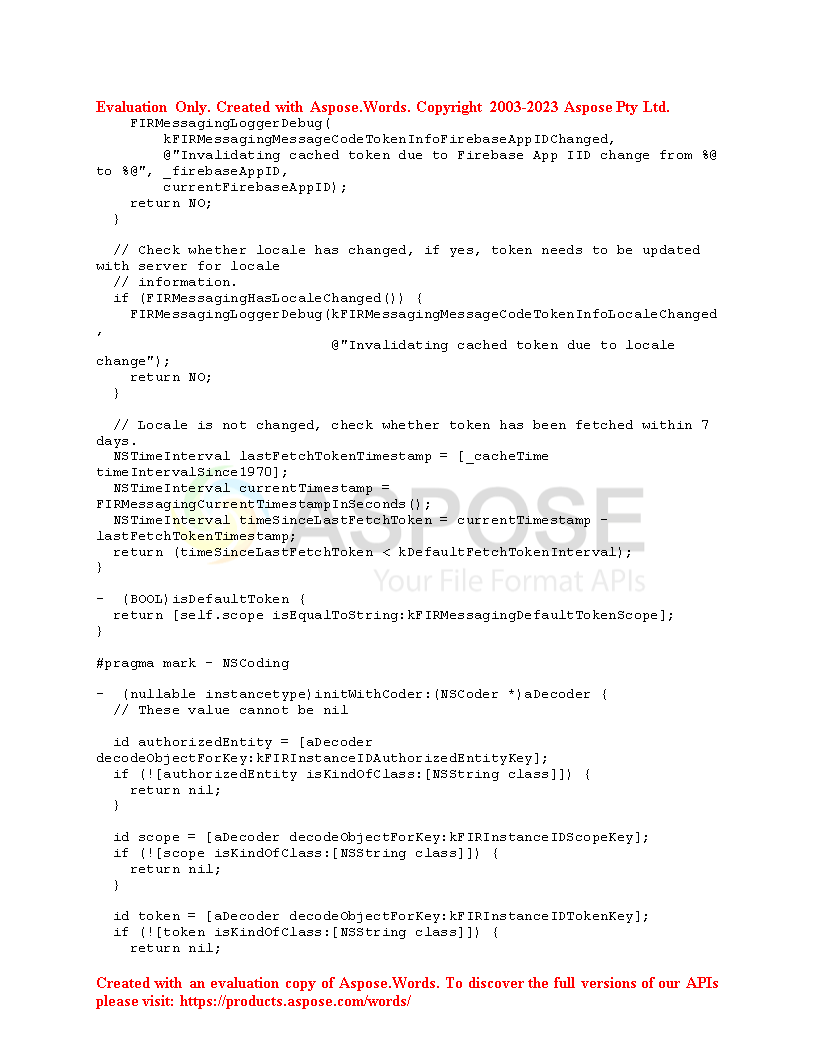 Evaluation Only. Created with Aspose.Words. Copyright 2003-2023 Aspose Pty Ltd.
    FIRMessagingLoggerDebug(
        kFIRMessagingMessageCodeTokenInfoFirebaseAppIDChanged,
        @"Invalidating cached token due to Firebase App IID change from %@
to %@", _firebaseAppID,
        currentFirebaseAppID);
    return NO;
  }

  // Check whether locale has changed, if yes, token needs to be updated
with server for locale
  // information.
  if (FIRMessagingHasLocaleChanged()) {
    FIRMessagingLoggerDebug(kFIRMessagingMessageCodeTokenInfoLocaleChanged
,
                            @"Invalidating cached token due to locale
change");
    return NO;
  }

  // Locale is not changed, check whether token has been fetched within 7
days.
  NSTimeInterval lastFetchTokenTimestamp = [_cacheTime
timeIntervalSince1970];
  NSTimeInterval currentTimestamp =
FIRMessagingCurrentTimestampInSeconds();
  NSTimeInterval timeSinceLastFetchToken = currentTimestamp -
lastFetchTokenTimestamp;
  return (timeSinceLastFetchToken < kDefaultFetchTokenInterval);
}
ASPOSE
Your File Format APIs

-  (BOOL)isDefaultToken {
  return [self.scope isEqualToString:kFIRMessagingDefaultTokenScope];
}

#pragma mark - NSCoding

-  (nullable instancetype)initWithCoder:(NSCoder *)aDecoder {
  // These value cannot be nil

  id authorizedEntity = [aDecoder
decodeObjectForKey:kFIRInstanceIDAuthorizedEntityKey];
  if (![authorizedEntity isKindOfClass:[NSString class]]) {
    return nil;
  }

  id scope = [aDecoder decodeObjectForKey:kFIRInstanceIDScopeKey];
  if (![scope isKindOfClass:[NSString class]]) {
    return nil;
  }

  id token = [aDecoder decodeObjectForKey:kFIRInstanceIDTokenKey];
  if (![token isKindOfClass:[NSString class]]) {
    return nil;

Created with an evaluation copy of Aspose.Words. To discover the full versions of our APIs
please visit: https://products.aspose.com/words/